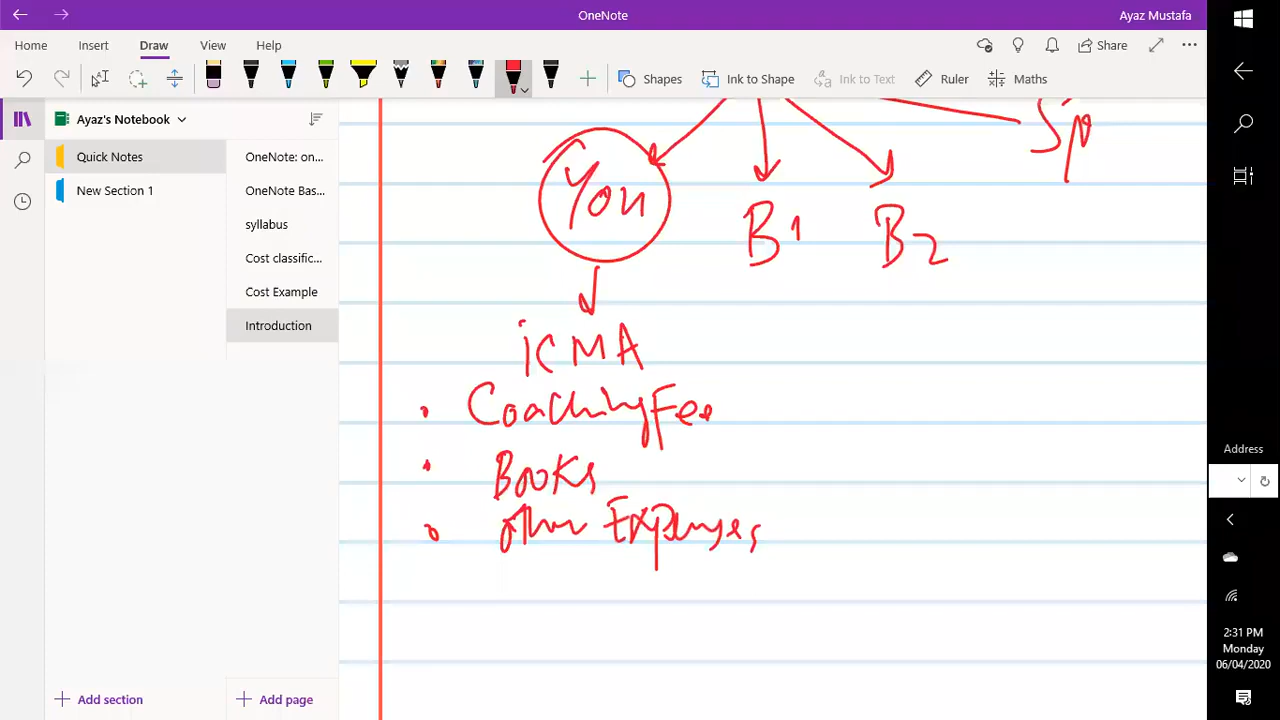 OneNote
Ayaz Mustafa
Home Insert Draw View Help
Share
Shapes Ink to Shape Ink to Text Ruler Maths
Ayaz's Notebook
Quick Notes
New Section 1
OneNote: on...
OneNote Bas...
syllabus
Cost classific...
Cost Example
Introduction
Add section
Add page
Sp
You B1 B2
iCMA
• Coaching Fee
• Books
• other Expenses
Address
2:31 PM
Monday
06/04/2020